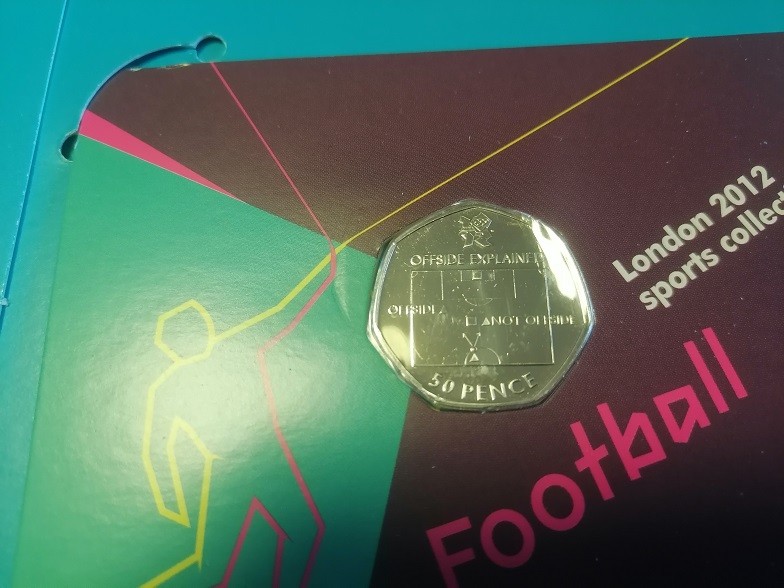 London 2012
sports collect
OFFSIDE EXPLAINED
OFFSIDE
NOT OFFSIDE
50 PENCE
Football